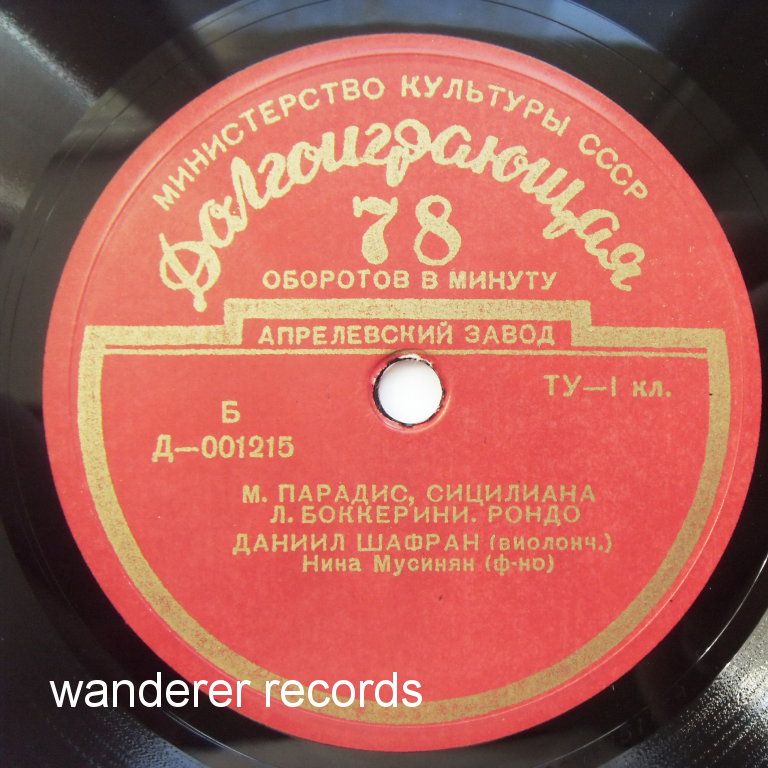 МИНИСТЕРСТВО КУЛЬТУРЫ СССР
Долгоиграющая
78
ОБОРОТОВ В МИНУТУ
АПРЕЛЕВСКИЙ ЗАВОД
ТУ—I кл.
Б
Д—001215
М. ПАРАДИС, СИЦИЛИАНА
Л. БОККЕРИНИ. РОНДО
ДАНИИЛ ШАФРАН (виолонч.)
Нина Мусинян (ф-но)
wanderer records